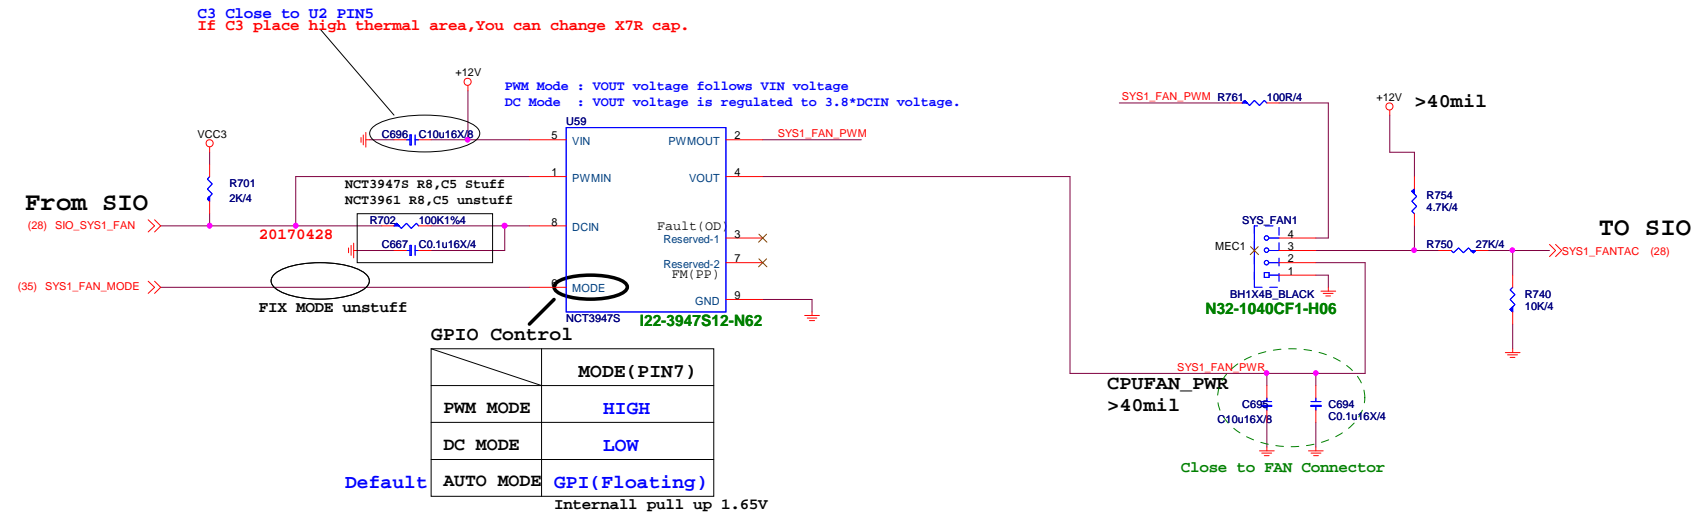 C3 Close to U2 PIN5
If C3 place high thermal area,You can change X7R cap.
+12V
PWM Mode : VOUT voltage follows VIN voltage
DC Mode : VOUT voltage is regulated to 3.8*DCIN voltage.
C696 C10u16X/8
VCC3
R701
2K/4
From SIO
(28) SIO_SYS1_FAN
20170428
NCT3947S R8,C5 Stuff
NCT3961 R8,C5 unstuff
R702 100K1%4
C667 C0.1u16X/4
(35) SYS1_FAN_MODE
FIX MODE unstuff
U59
5 VIN
1 PWMIN
8 DCIN
MODE
PWMOUT 2
VOUT 4
Fault(OD)
Reserved-1 3
Reserved-2 7
FM(PP)
GND 9
NCT3947S
I22-3947S12-N62
SYS1_FAN_PWM
GPIO Control
MODE(PIN7)
PWM MODE HIGH
DC MODE LOW
Default AUTO MODE GPI(Floating)
Internall pull up 1.65V
SYS1_FAN_PWM R761 100R/4
+12V >40mil
R754
4.7K/4
SYS_FAN1
MEC1
4
3
2
1
BH1X4B_BLACK
N32-1040CF1-H06
R750 27K/4
TO SIO
SYS1_FANTAC (28)
R740
10K/4
SYS1_FAN_PWR
CPUFAN_PWR
>40mil
C10u16X/8
C694
C0.1u16X/4
Close to FAN Connector